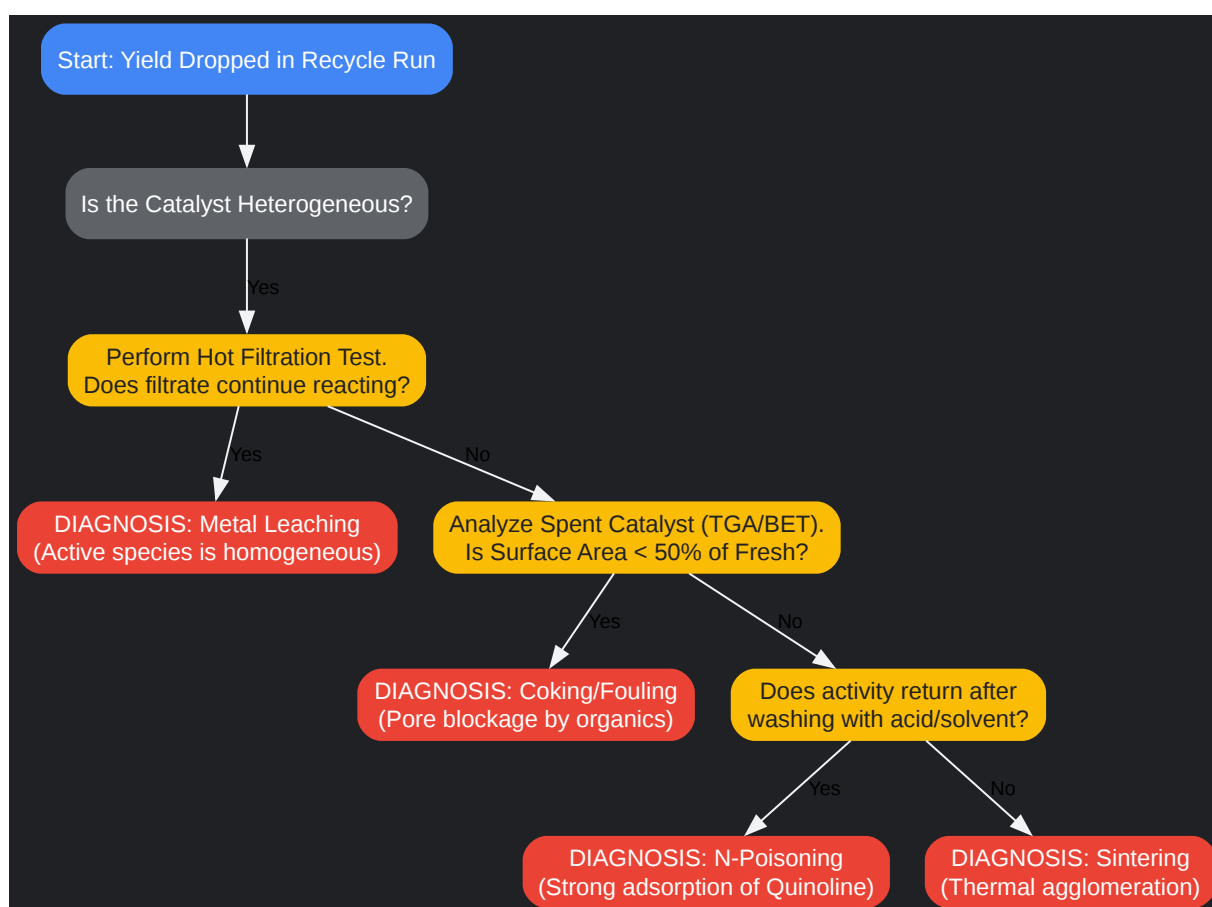 Start: Yield Dropped in Recycle Run
Is the Catalyst Heterogeneous?
Yes
Perform Hot Filtration Test.
Does filtrate continue reacting?
Yes
No
DIAGNOSIS: Metal Leaching
(Active species is homogeneous)
Analyze Spent Catalyst (TGA/BET).
Is Surface Area < 50% of Fresh?
Yes
No
DIAGNOSIS: Coking/Fouling
(Pore blockage by organics)
Does activity return after
washing with acid/solvent?
Yes
No
DIAGNOSIS: N-Poisoning
(Strong adsorption of Quinoline)
DIAGNOSIS: Sintering
(Thermal agglomeration)